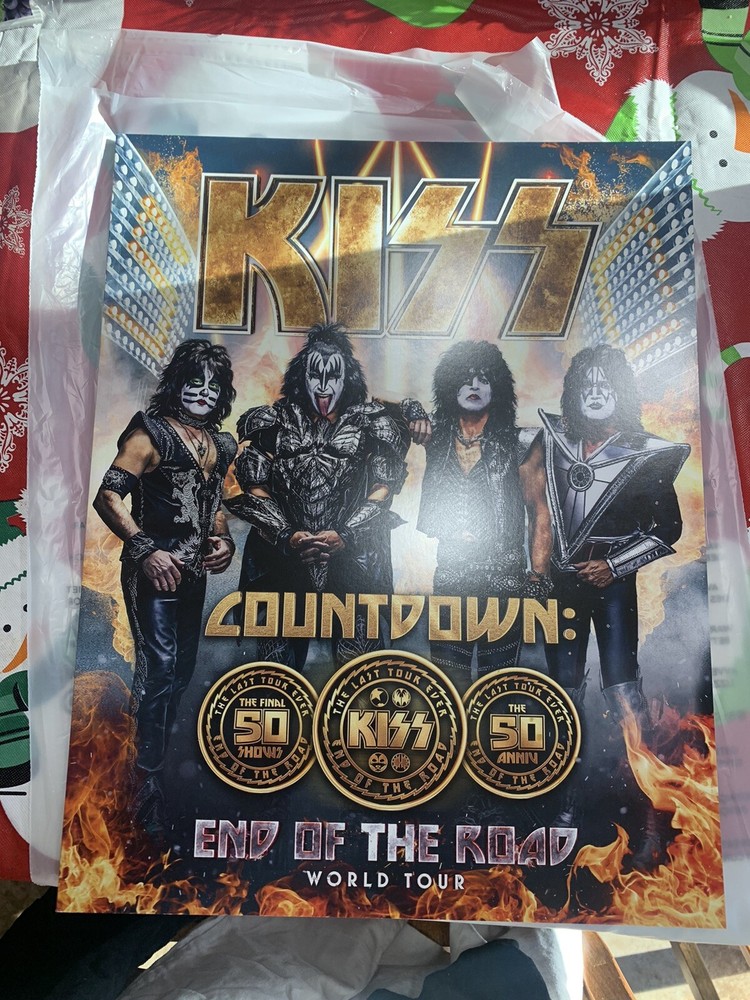 KISS®
COUNTDOWN:
THE LAST TOUR EVER
THE FINAL
50
SHOWS
END OF THE ROAD
THE LAST TOUR EVER
KISS
END OF THE ROAD
THE LAST TOUR EVER
THE
50
ANNIV
END OF THE ROAD
END OF THE ROAD
WORLD TOUR